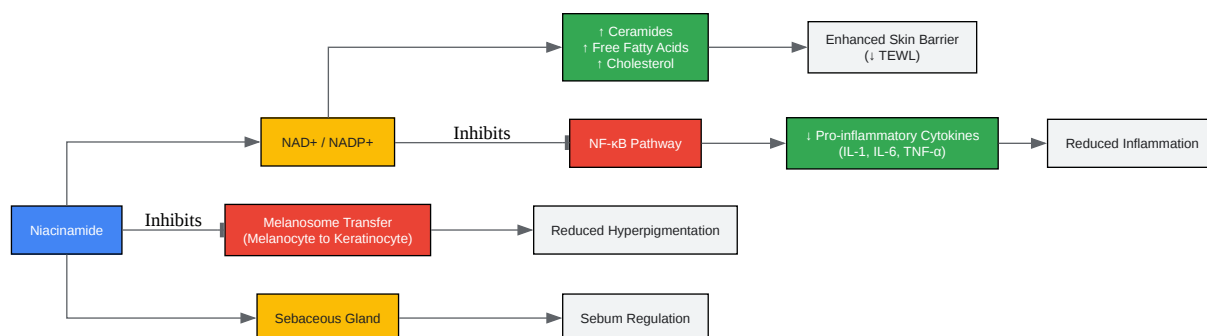 ↑ Ceramides
↑ Free Fatty Acids
↑ Cholesterol
Enhanced Skin Barrier
(↓ TEWL)
NAD+ / NADP+
Inhibits
NF-κB Pathway
↓ Pro-inflammatory Cytokines
(IL-1, IL-6, TNF-α)
Reduced Inflammation
Niacinamide
Inhibits
Melanosome Transfer
(Melanocyte to Keratinocyte)
Reduced Hyperpigmentation
Sebaceous Gland
Sebum Regulation